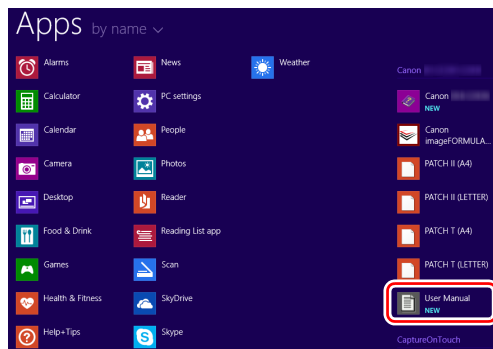 Apps by name
Alarms
Calculator
Calendar
Camera
Desktop
Food & Drink
Games
Health & Fitness
Help+Tips
News
PC settings
People
Photos
Reader
Reading List app
Scan
SkyDrive
Skype
Weather
Canon
Canon
NEW
Canon
imageFORMULA...
PATCH II (A4)
PATCH II (LETTER)
PATCH T (A4)
PATCH T (LETTER)
User Manual
NEW
CaptureOnTouch